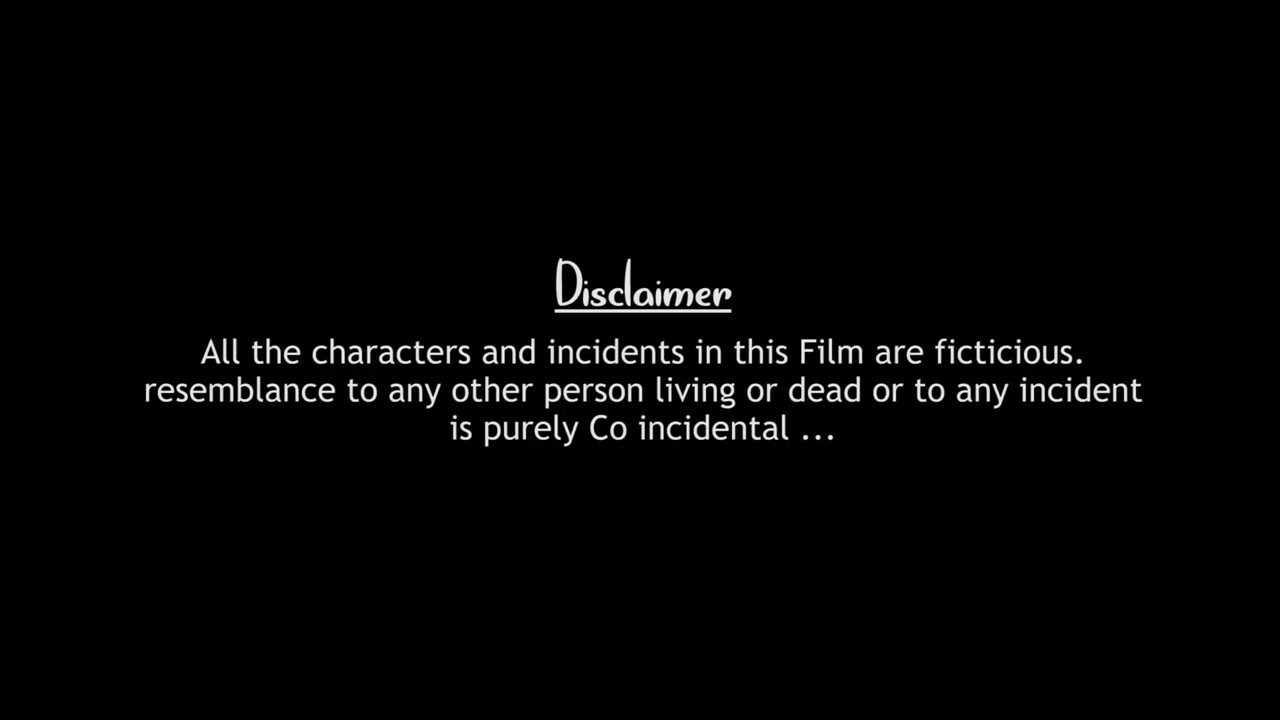 Disclaimer
All the characters and incidents in this Film are ficticious.
resemblance to any other person living or dead or to any incident
is purely Co incidental ...